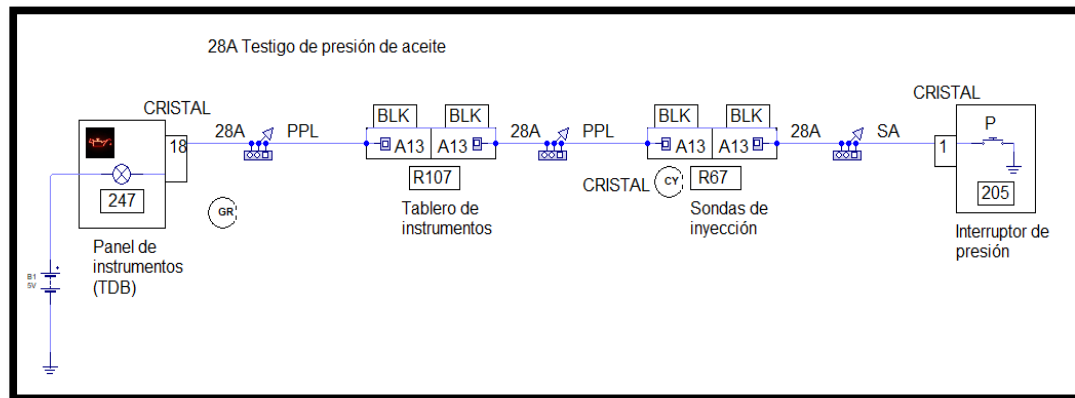 28A Testigo de presión de aceite
CRISTAL
18
247
28A
PPL
GR
Panel de
instrumentos
(TDB)
B1
5V
+
BLK
BLK
A13
A13
R107
Tablero de
instrumentos
28A
PPL
BLK
BLK
A13
A13
CRISTAL
CY
R67
Sondas de
inyección
28A
SA
CRISTAL
1
P
205
Interruptor de
presión